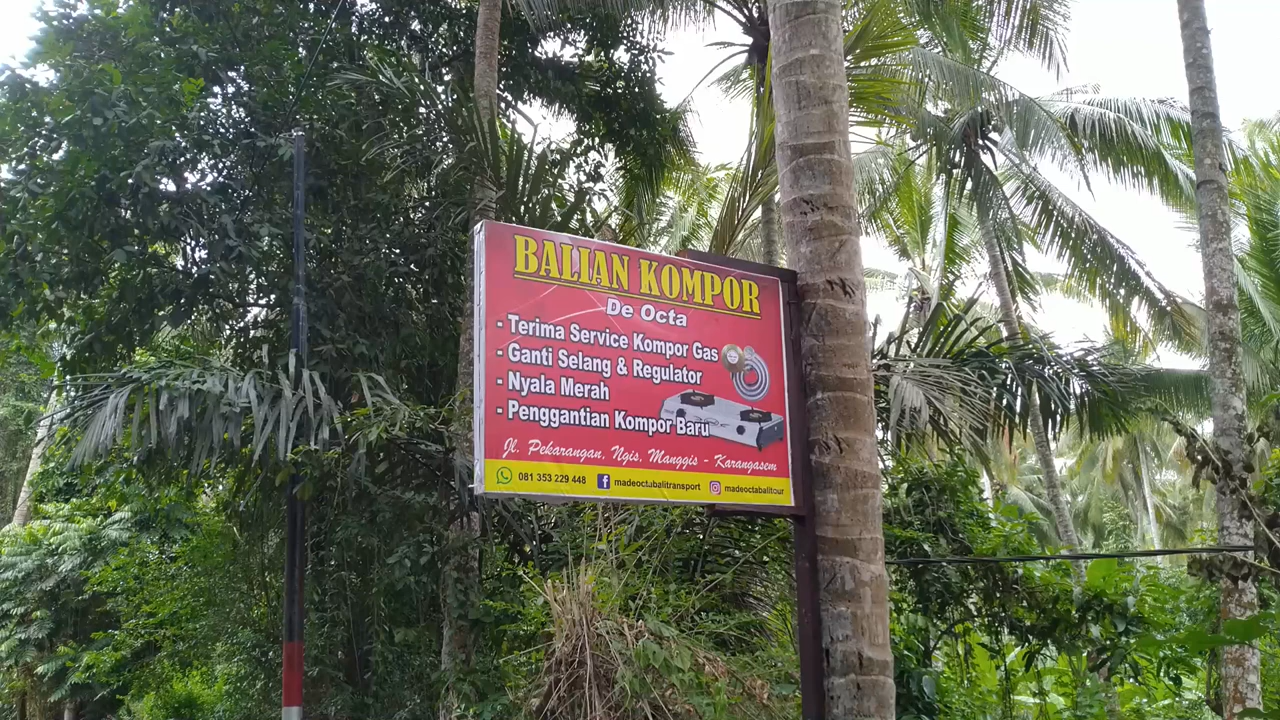 BALIAN KOMPOR
De Octa
- Terima Service Kompor Gas
- Ganti Selang & Regulator
- Nyala Merah
- Penggantian Kompor Baru
Jl. Pekarangan, Ngis, Manggis - Karangasem
081 353 229 448 madeoctabalitransport madeoctabalitour